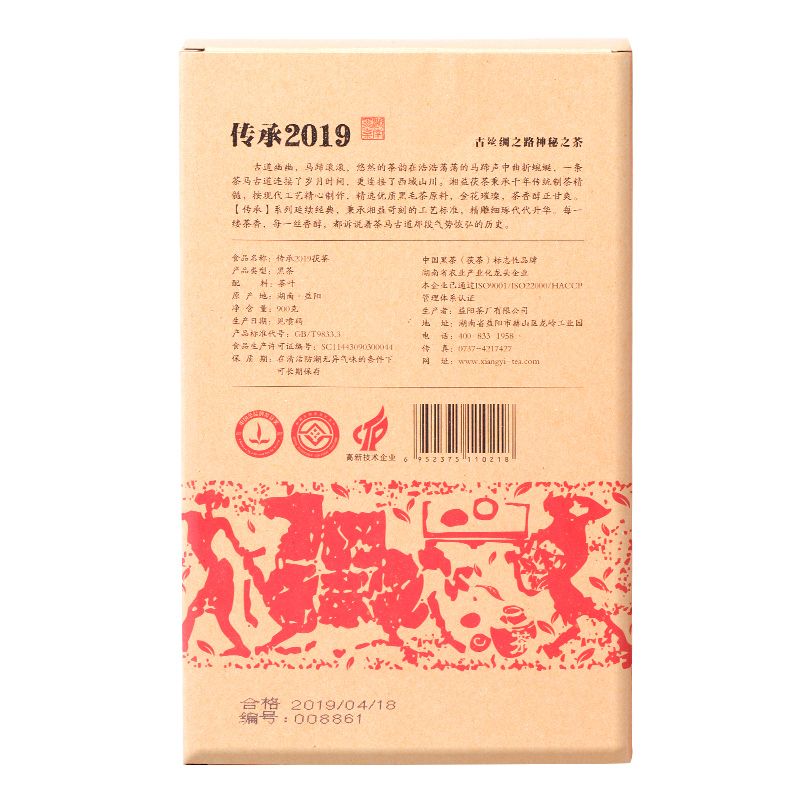 传承2019
古丝绸之路神秘之茶
古道幽幽，马蹄滚滚，悠然的茶韵在浩浩荡荡的马蹄声中曲折蜿蜒，一条
茶马古道连接了岁月时间，更连接了西域山川。湘益茯茶秉承千年传统制茶精
髓，按现代工艺精心制作，精选优质黑毛茶原料，金花璀璨，茶香醇正甘爽。
【传承】系列延续经典，秉承湘益苛刻的工艺标准，精雕细琢代代升华。每一
缕茶香，每一丝香醇，都诉说着茶马古道那段气势恢弘的历史。
食品名称：传承2019茯茶
产品类型：黑茶
配 料：茶叶
原 产 地：湖南·益阳
净 含 量：900克
生产日期：见喷码
产品标准代号：GB/T9833.3
食品生产许可证编号：SC11443090300044
保 质 期：在清洁防潮无异气味的条件下
可长期保存
中国黑茶（茯茶）标志性品牌
湖南省农业产业化龙头企业
本企业已通过ISO9001/ISO22000/HACCP
管理体系认证
生产者：益阳茶厂有限公司
地 址：湖南省益阳市赫山区龙岭工业园
电 话：400-833-1958
传 真：0737-4217427
网 址：www.xiangyi-tea.com
高新技术企业
6 952375 110218
合格 2019/04/18
编号：008861